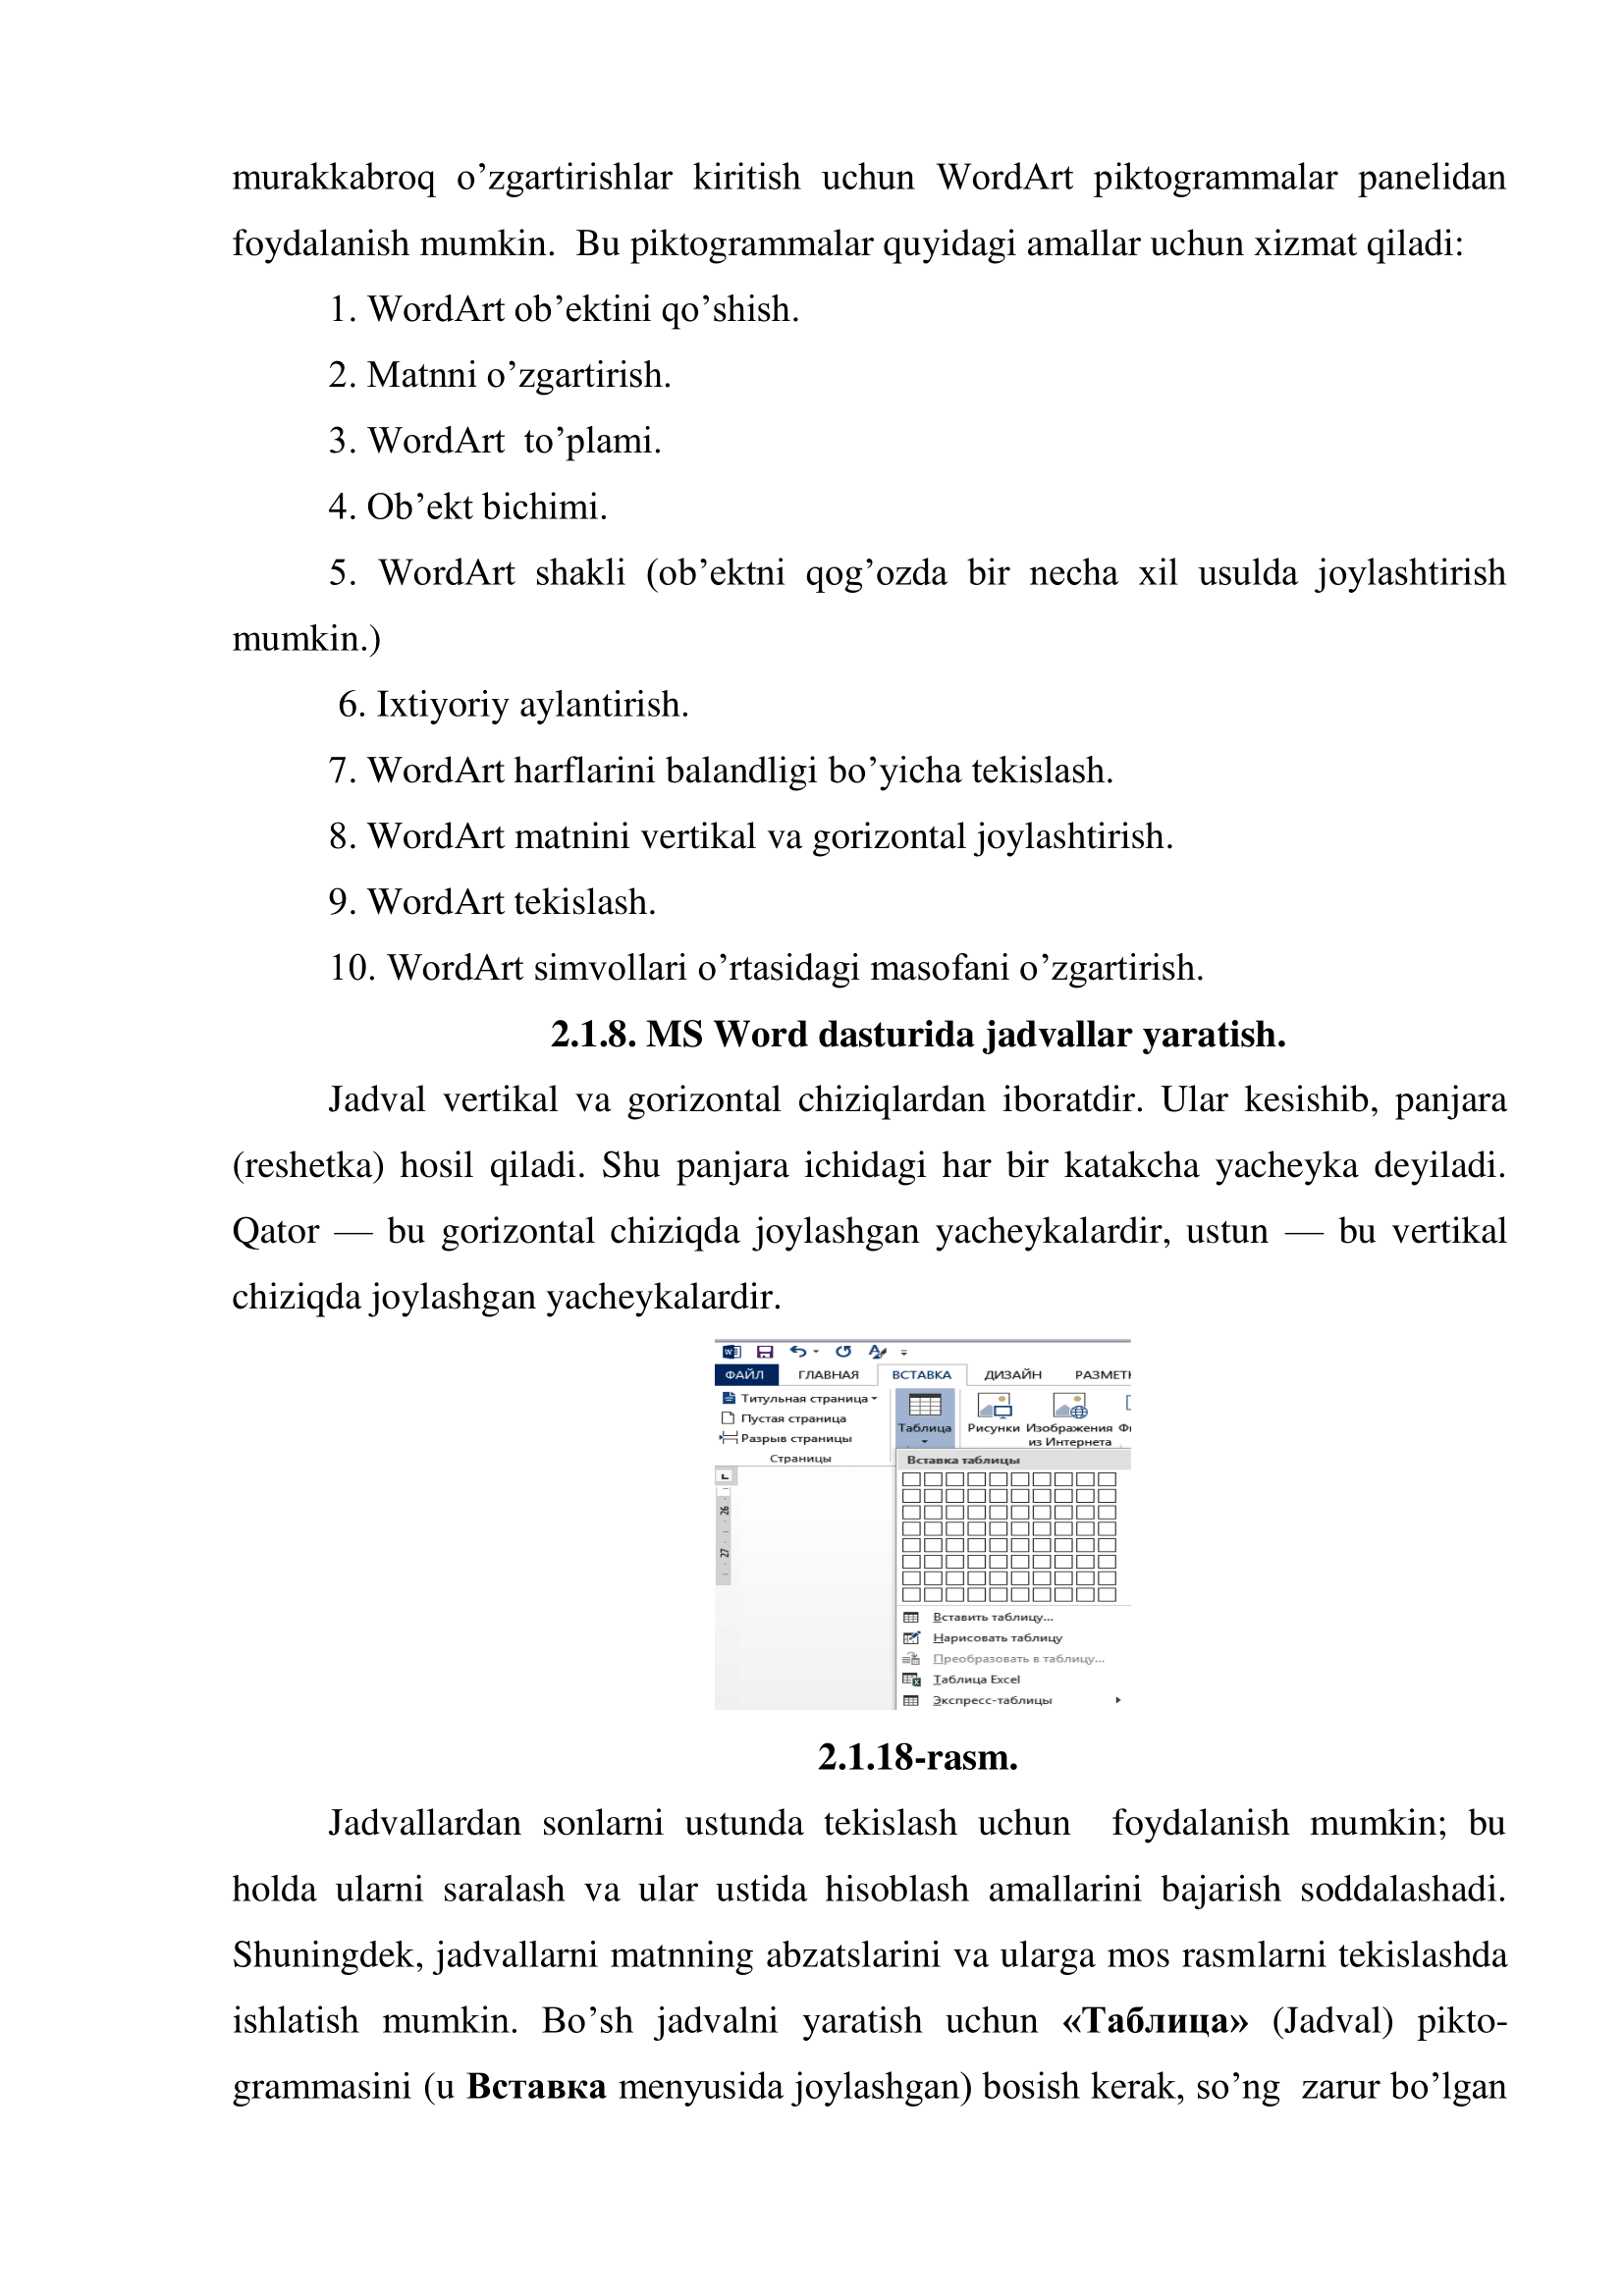 murakkabroq o’zgartirishlar kiritish uchun WordArt piktogrammalar panelidan
foydalanish mumkin.  Bu piktogrammalar quyidagi amallar uchun xizmat qiladi:
1. WordArt ob’ektini qo’shish.
2. Matnni o’zgartirish.
3. WordArt  to’plami.
4. Ob’ekt bichimi.
5. WordArt shakli (ob’ektni qog’ozda bir necha xil usulda joylashtirish
mumkin.)
6. Ixtiyoriy aylantirish.
7. WordArt harflarini balandligi bo’yicha tekislash.
8. WordArt matnini vertikal va gorizontal joylashtirish.
9. WordArt tekislash.
10. WordArt simvollari o’rtasidagi masofani o’zgartirish.
2.1.8. MS Word dasturida jadvallar yaratish.
Jadval vertikal va gorizontal chiziqlardan iboratdir. Ular kesishib, panjara
(reshetka) hosil qiladi. Shu panjara ichidagi har bir katakcha yacheyka deyiladi.
Qator — bu gorizontal chiziqda joylashgan yacheykalardir, ustun — bu vertikal
chiziqda joylashgan yacheykalardir.
ФАЙЛ ГЛАВНАЯ ВСТАВКА ДИЗАЙН РАЗМЕТ
Титульная страница
Пустая страница
Разрыв страницы
Страницы
Таблица
Рисунки
Изображения
из Интернета
Вставка таблицы
26
27
Вставить таблицу...
Нарисовать таблицу
Преобразовать в таблицу...
Таблица Excel
Экспресс-таблицы
2.1.18-rasm.
Jadvallardan sonlarni ustunda tekislash uchun  foydalanish mumkin; bu
holda ularni saralash va ular ustida hisoblash amallarini bajarish soddalashadi.
Shuningdek, jadvallarni matnning abzatslarini va ularga mos rasmlarni tekislashda
ishlatish mumkin. Bo’sh jadvalni yaratish uchun «Таблица» (Jadval) pikto-
grammasini (u Вставка menyusida joylashgan) bosish kerak, so’ng  zarur bo’lgan